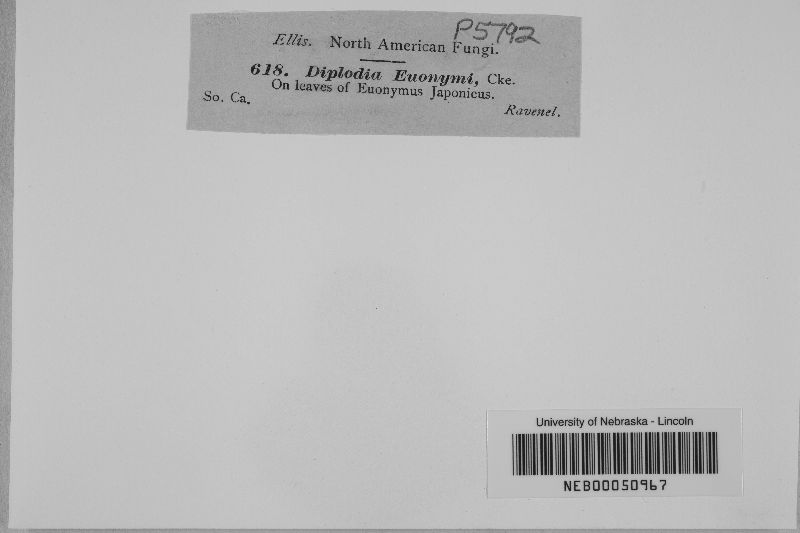 P5792
Ellis. North American Fungi.
618. Diplodia Euonymi, Cke.
On leaves of Euonymus Japonicus.
So. Ca.
Ravenel.
University of Nebraska - Lincoln
NEB00050967